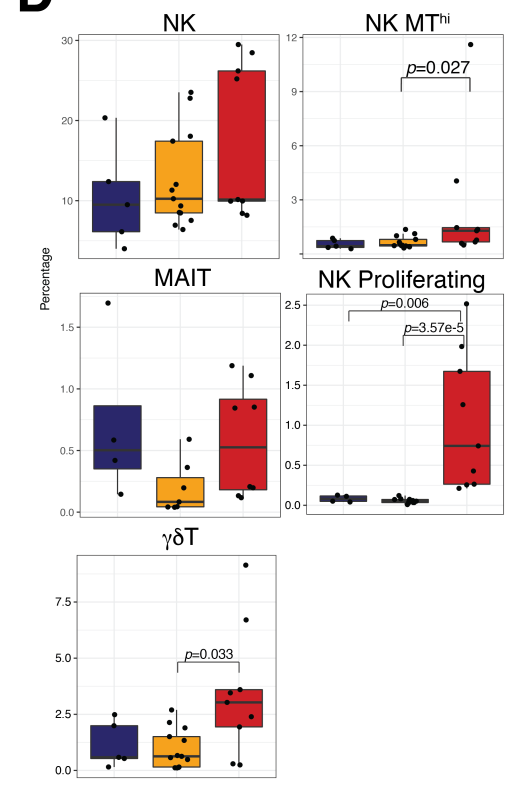 D
NK
NK MThi
30
20
10
12
9
6
3
p=0.027
Percentage
MAIT
NK Proliferating
1.5
1.0
0.5
0.0
2.5
2.0
1.5
1.0
0.5
0.0
p=0.006
p=3.57e-5
γδT
7.5
5.0
2.5
0.0
p=0.033